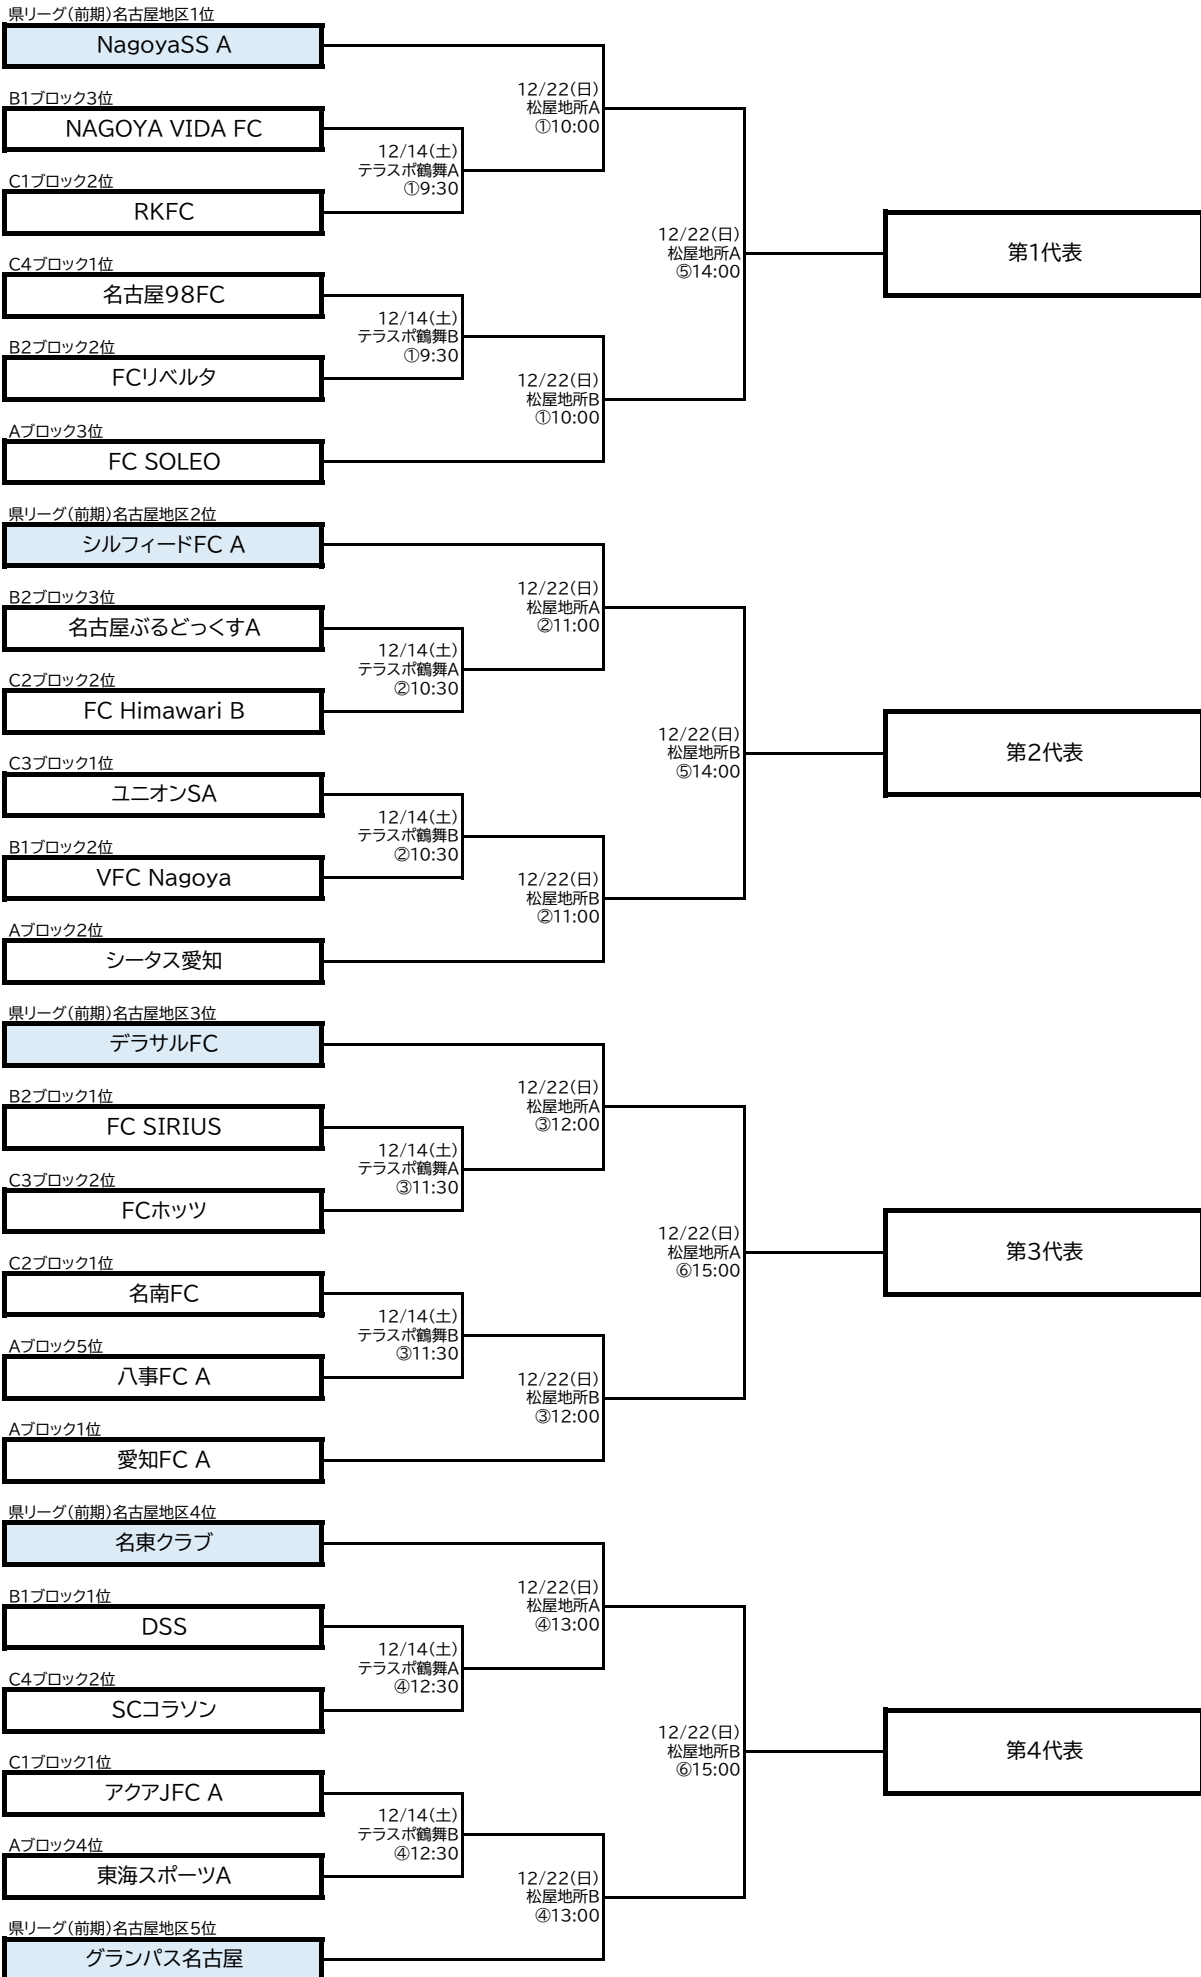 県リーグ(前期)名古屋地区1位
NagoyaSS A
B1ブロック3位
NAGOYA VIDA FC
C1ブロック2位
RKFC
12/14(土)
テラスポ鶴舞A
①9:30
12/22(日)
松屋地所A
①10:00
C4ブロック1位
名古屋98FC
B2ブロック2位
FCリベルタ
12/14(土)
テラスポ鶴舞B
①9:30
Aブロック3位
FC SOLEO
12/22(日)
松屋地所B
①10:00
12/22(日)
松屋地所A
⑤14:00
第1代表
県リーグ(前期)名古屋地区2位
シルフィードFC A
B2ブロック3位
名古屋ぶるどっくすA
C2ブロック2位
FC Himawari B
12/14(土)
テラスポ鶴舞A
②10:30
12/22(日)
松屋地所A
②11:00
C3ブロック1位
ユニオンSA
B1ブロック2位
VFC Nagoya
12/14(土)
テラスポ鶴舞B
②10:30
Aブロック2位
シータス愛知
12/22(日)
松屋地所B
②11:00
12/22(日)
松屋地所B
⑤14:00
第2代表
県リーグ(前期)名古屋地区3位
デラサルFC
B2ブロック1位
FC SIRIUS
C3ブロック2位
FCホッツ
12/14(土)
テラスポ鶴舞A
③11:30
12/22(日)
松屋地所A
③12:00
C2ブロック1位
名南FC
Aブロック5位
八事FC A
12/14(土)
テラスポ鶴舞B
③11:30
Aブロック1位
愛知FC A
12/22(日)
松屋地所B
③12:00
12/22(日)
松屋地所A
⑥15:00
第3代表
県リーグ(前期)名古屋地区4位
名東クラブ
B1ブロック1位
DSS
C4ブロック2位
SCコラソン
12/14(土)
テラスポ鶴舞A
④12:30
12/22(日)
松屋地所A
④13:00
C1ブロック1位
アクアJFC A
Aブロック4位
東海スポーツA
12/14(土)
テラスポ鶴舞B
④12:30
県リーグ(前期)名古屋地区5位
グランパス名古屋
12/22(日)
松屋地所B
④13:00
12/22(日)
松屋地所B
⑥15:00
第4代表